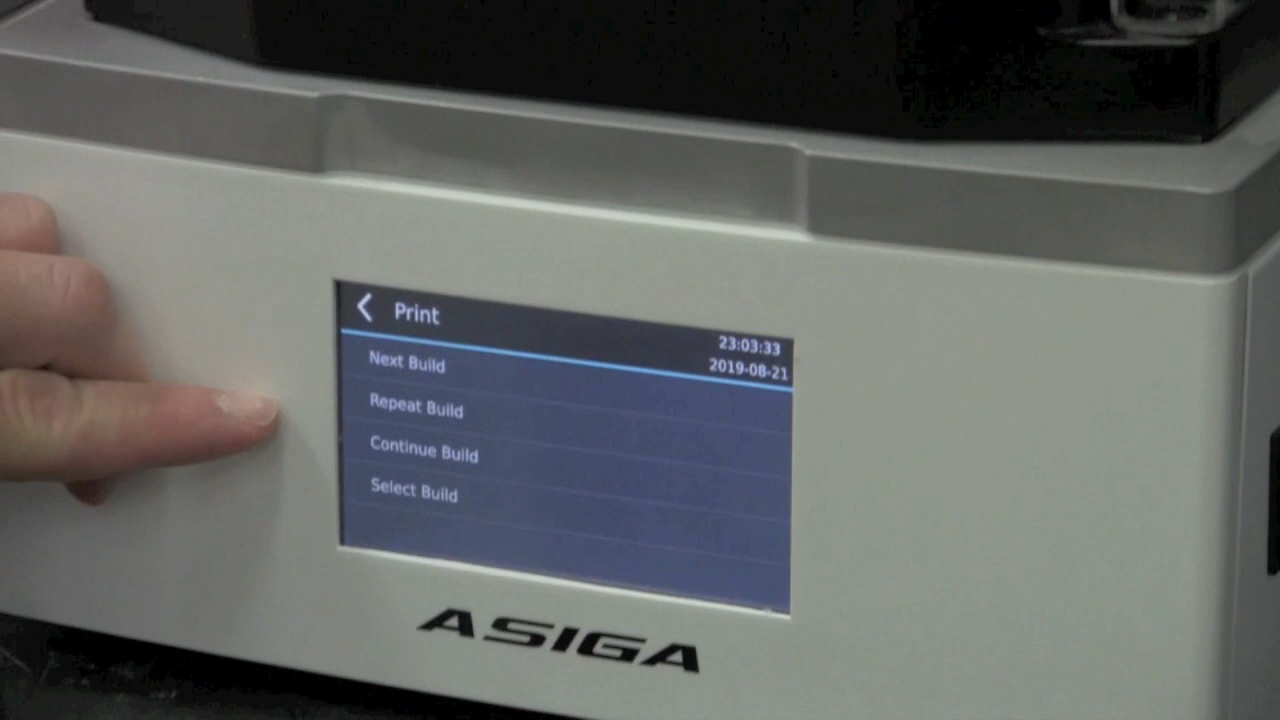 Print
23:03:33
2019-08-21
Next Build
Repeat Build
Continue Build
Select Build
ASIGA